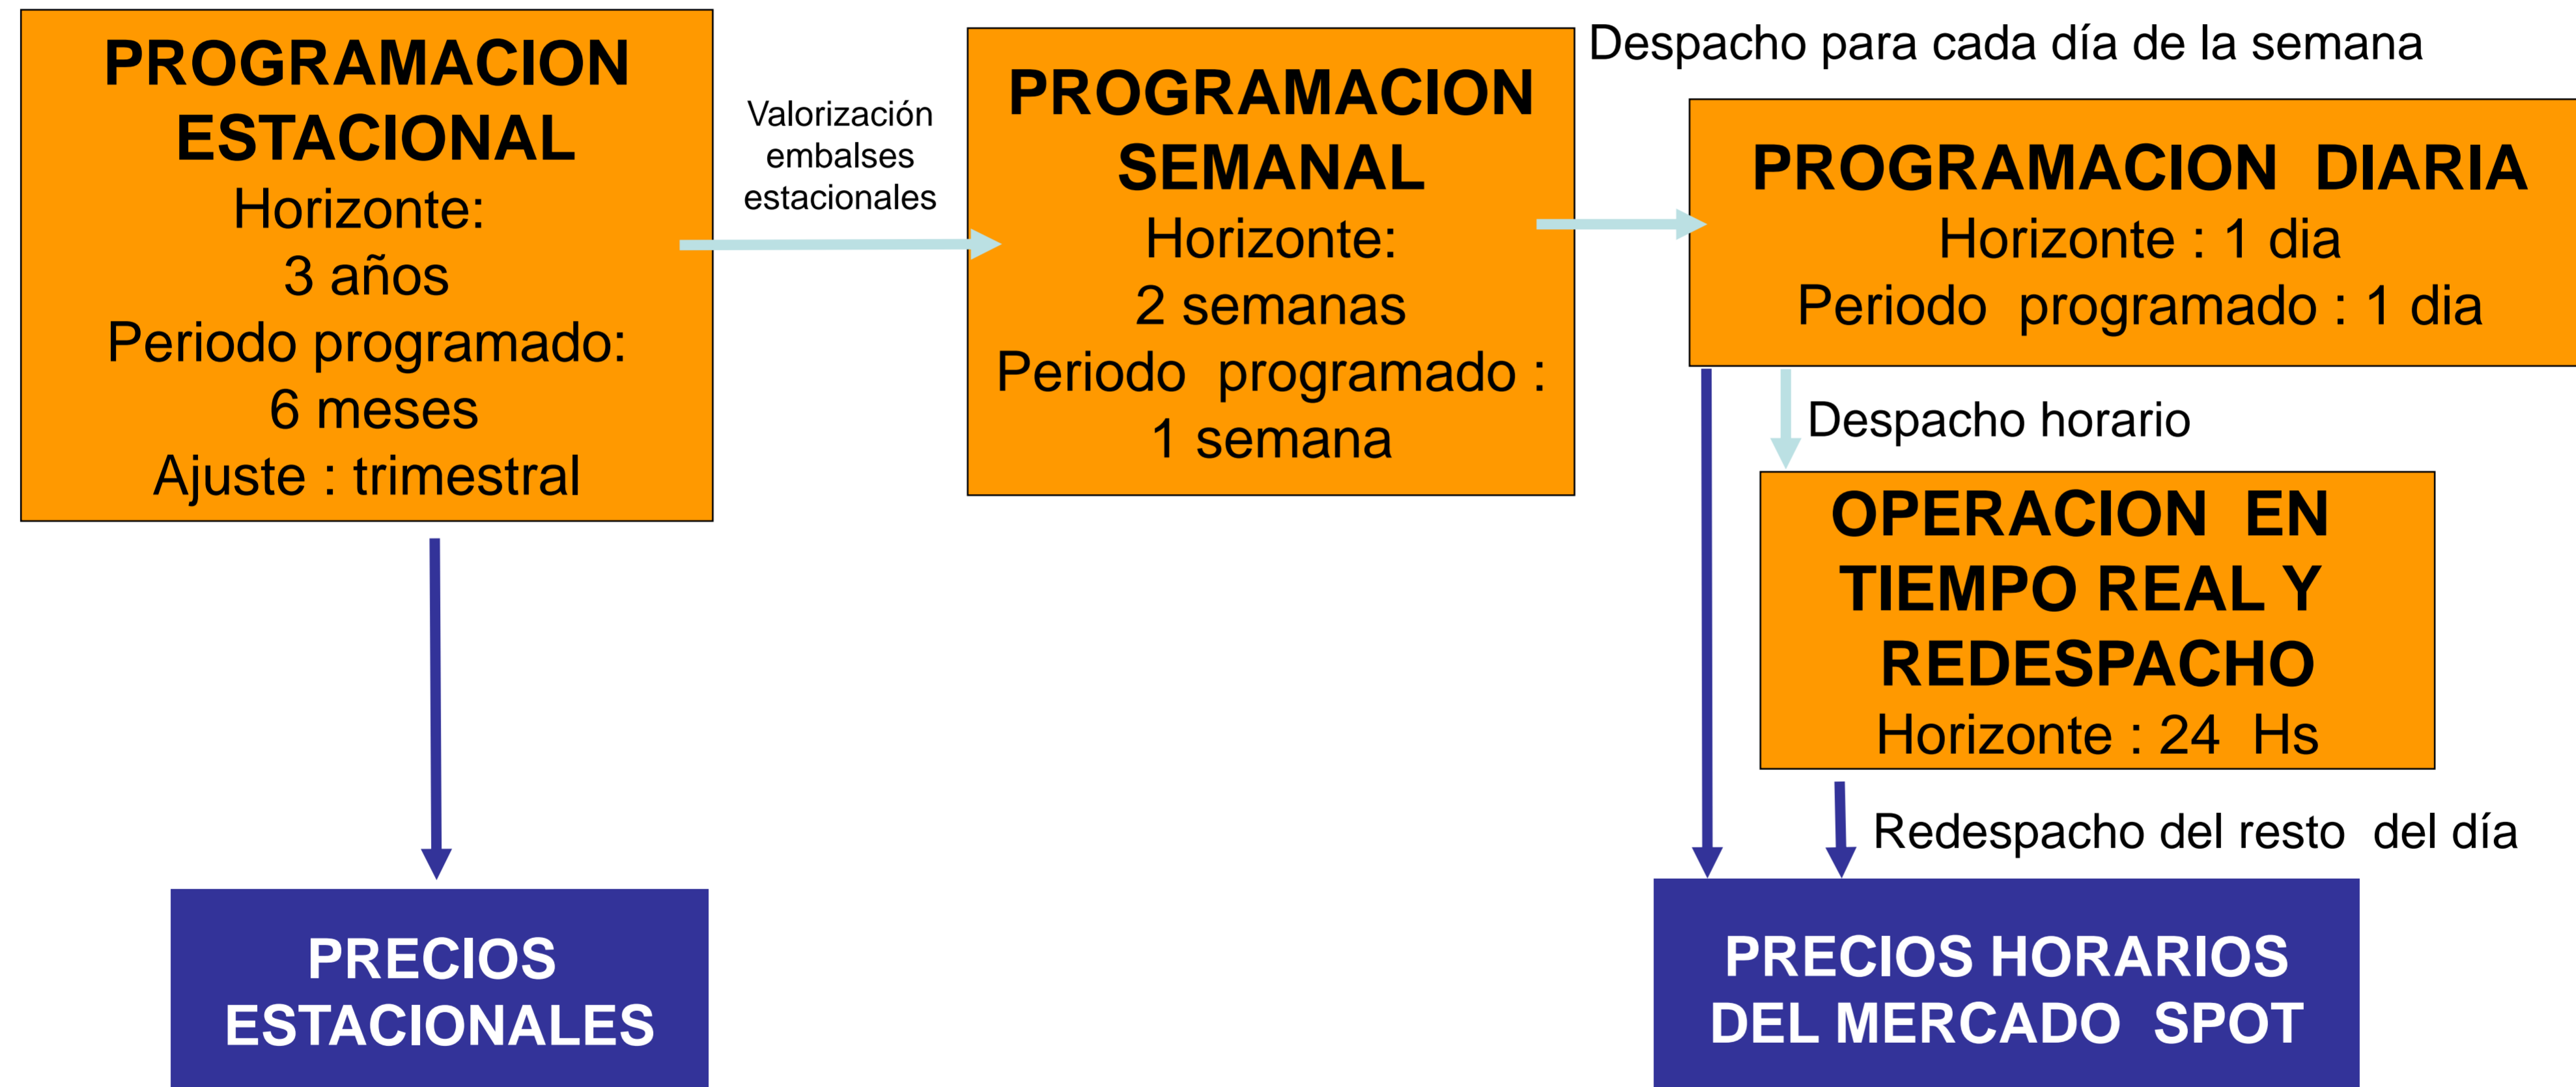 PROGRAMACION
ESTACIONAL
Horizonte:
3 años
Periodo programado:
6 meses
Ajuste : trimestral
Valorización
embalses
estacionales
PROGRAMACION
SEMANAL
Horizonte:
2 semanas
Periodo programado :
1 semana
Despacho para cada día de la semana
PROGRAMACION DIARIA
Horizonte : 1 dia
Periodo programado : 1 dia
Despacho horario
OPERACION EN
TIEMPO REAL Y
REDESPACHO
Horizonte : 24 Hs
Redespacho del resto del día
PRECIOS
ESTACIONALES
PRECIOS HORARIOS
DEL MERCADO SPOT